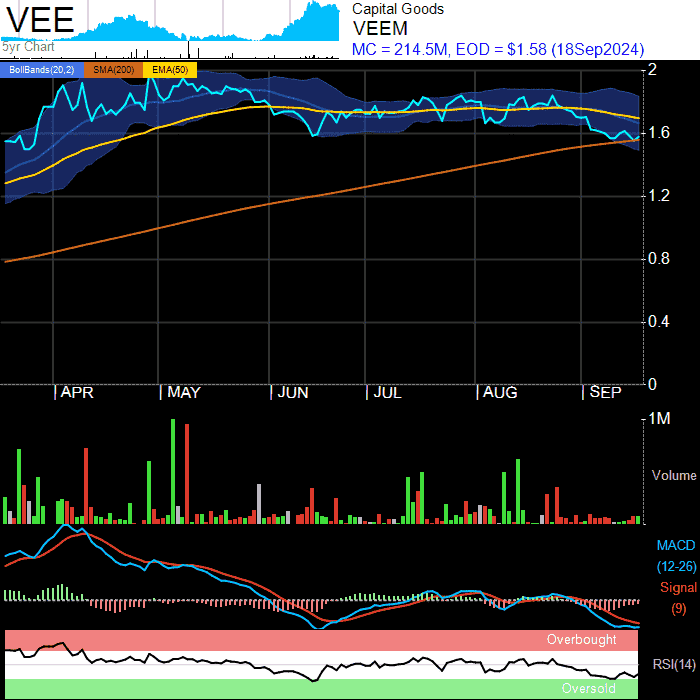 VEE
5yr Chart
Capital Goods
VEEM
MC = 214.5M, EOD = $1.58 (18Sep2024)
BollBands(20,2) SMA(200) EMA(50)
2
1.6
1.2
0.8
0.4
0
APR MAY JUN JUL AUG SEP
1M
Volume
MACD
(12-26)
Signal
(9)
Overbought
RSI(14)
Oversold